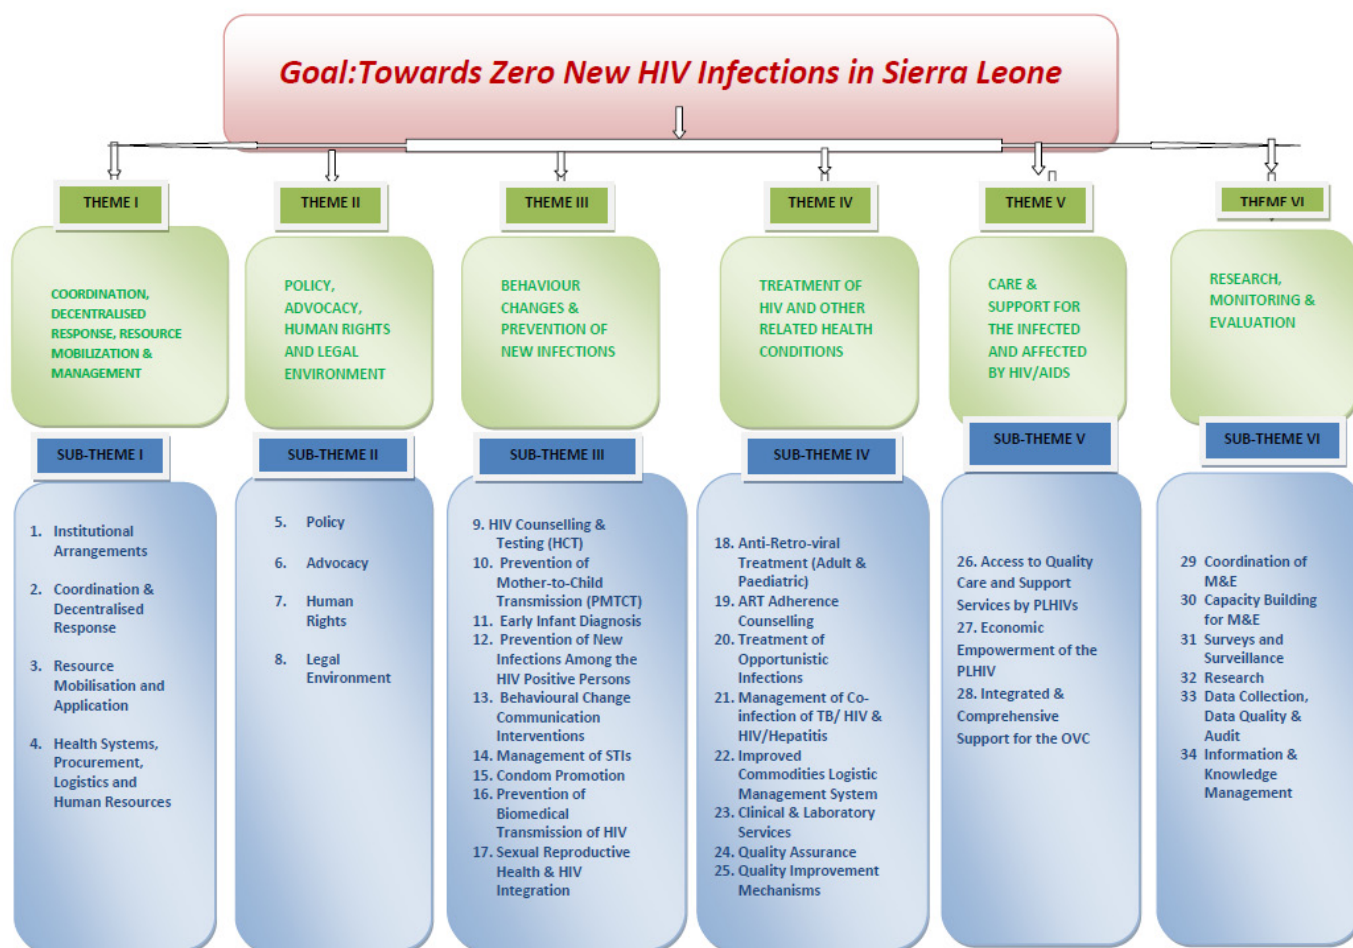 Goal:Towards Zero New HIV Infections in Sierra Leone
THEME I
COORDINATION,
DECENTRALISED
RESPONSE, RESOURCE
MOBILIZATION &
MANAGEMENT
SUB-THEME I
1. Institutional
Arrangements
2. Coordination &
Decentralised
Response
3. Resource
Mobilisation and
Application
4. Health Systems,
Procurement,
Logistics and
Human Resources
THEME II
POLICY,
ADVOCACY,
HUMAN RIGHTS
AND LEGAL
ENVIRONMENT
SUB-THEME II
5. Policy
6. Advocacy
7. Human
Rights
8. Legal
Environment
THEME III
BEHAVIOUR
CHANGES &
PREVENTION OF
NEW INFECTIONS
SUB-THEME III
9. HIV Counselling &
Testing (HCT)
10. Prevention of
Mother-to-Child
Transmission (PMTCT)
11. Early Infant Diagnosis
12. Prevention of New
Infections Among the
HIV Positive Persons
13. Behavioural Change
Communication
Interventions
14. Management of STIs
15. Condom Promotion
16. Prevention of
Biomedical
Transmission of HIV
17. Sexual Reproductive
Health & HIV
Integration
THEME IV
TREATMENT OF
HIV AND OTHER
RELATED HEALTH
CONDITIONS
SUB-THEME IV
18. Anti-Retro-viral
Treatment (Adult &
Paediatric)
19. ART Adherence
Counselling
20. Treatment of
Opportunistic
Infections
21. Management of Co-
infection of TB/ HIV &
HIV/Hepatitis
22. Improved
Commodities Logistic
Management System
23. Clinical & Laboratory
Services
24. Quality Assurance
25. Quality Improvement
Mechanisms
THEME V
CARE &
SUPPORT FOR
THE INFECTED
AND AFFECTED
BY HIV/AIDS
SUB-THEME V
26. Access to Quality
Care and Support
Services by PLHIVs
27. Economic
Empowerment of the
PLHIV
28. Integrated &
Comprehensive
Support for the OVC
THEME VI
RESEARCH,
MONITORING &
EVALUATION
SUB-THEME VI
29 Coordination of
M&E
30 Capacity Building
for M&E
31 Surveys and
Surveillance
32 Research
33 Data Collection,
Data Quality &
Audit
34 Information &
Knowledge
Management